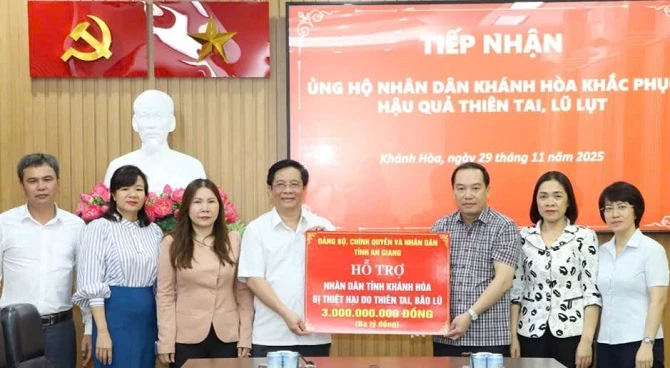 TIẾP NHẬN
ỦNG HỘ NHÂN DÂN KHÁNH HÒA KHẮC PHỤC
HẬU QUẢ THIÊN TAI, LŨ LỤT
Khánh Hòa, ngày 29 tháng 11 năm 2025
ĐẢNG BỘ, CHÍNH QUYỀN VÀ NHÂN DÂN
TỈNH AN GIANG
HỖ TRỢ
NHÂN DÂN TỈNH KHÁNH HÒA
BỊ THIỆT HẠI DO THIÊN TAI, BÃO LŨ
3.000.000.000 ĐỒNG
(Ba tỷ đồng)